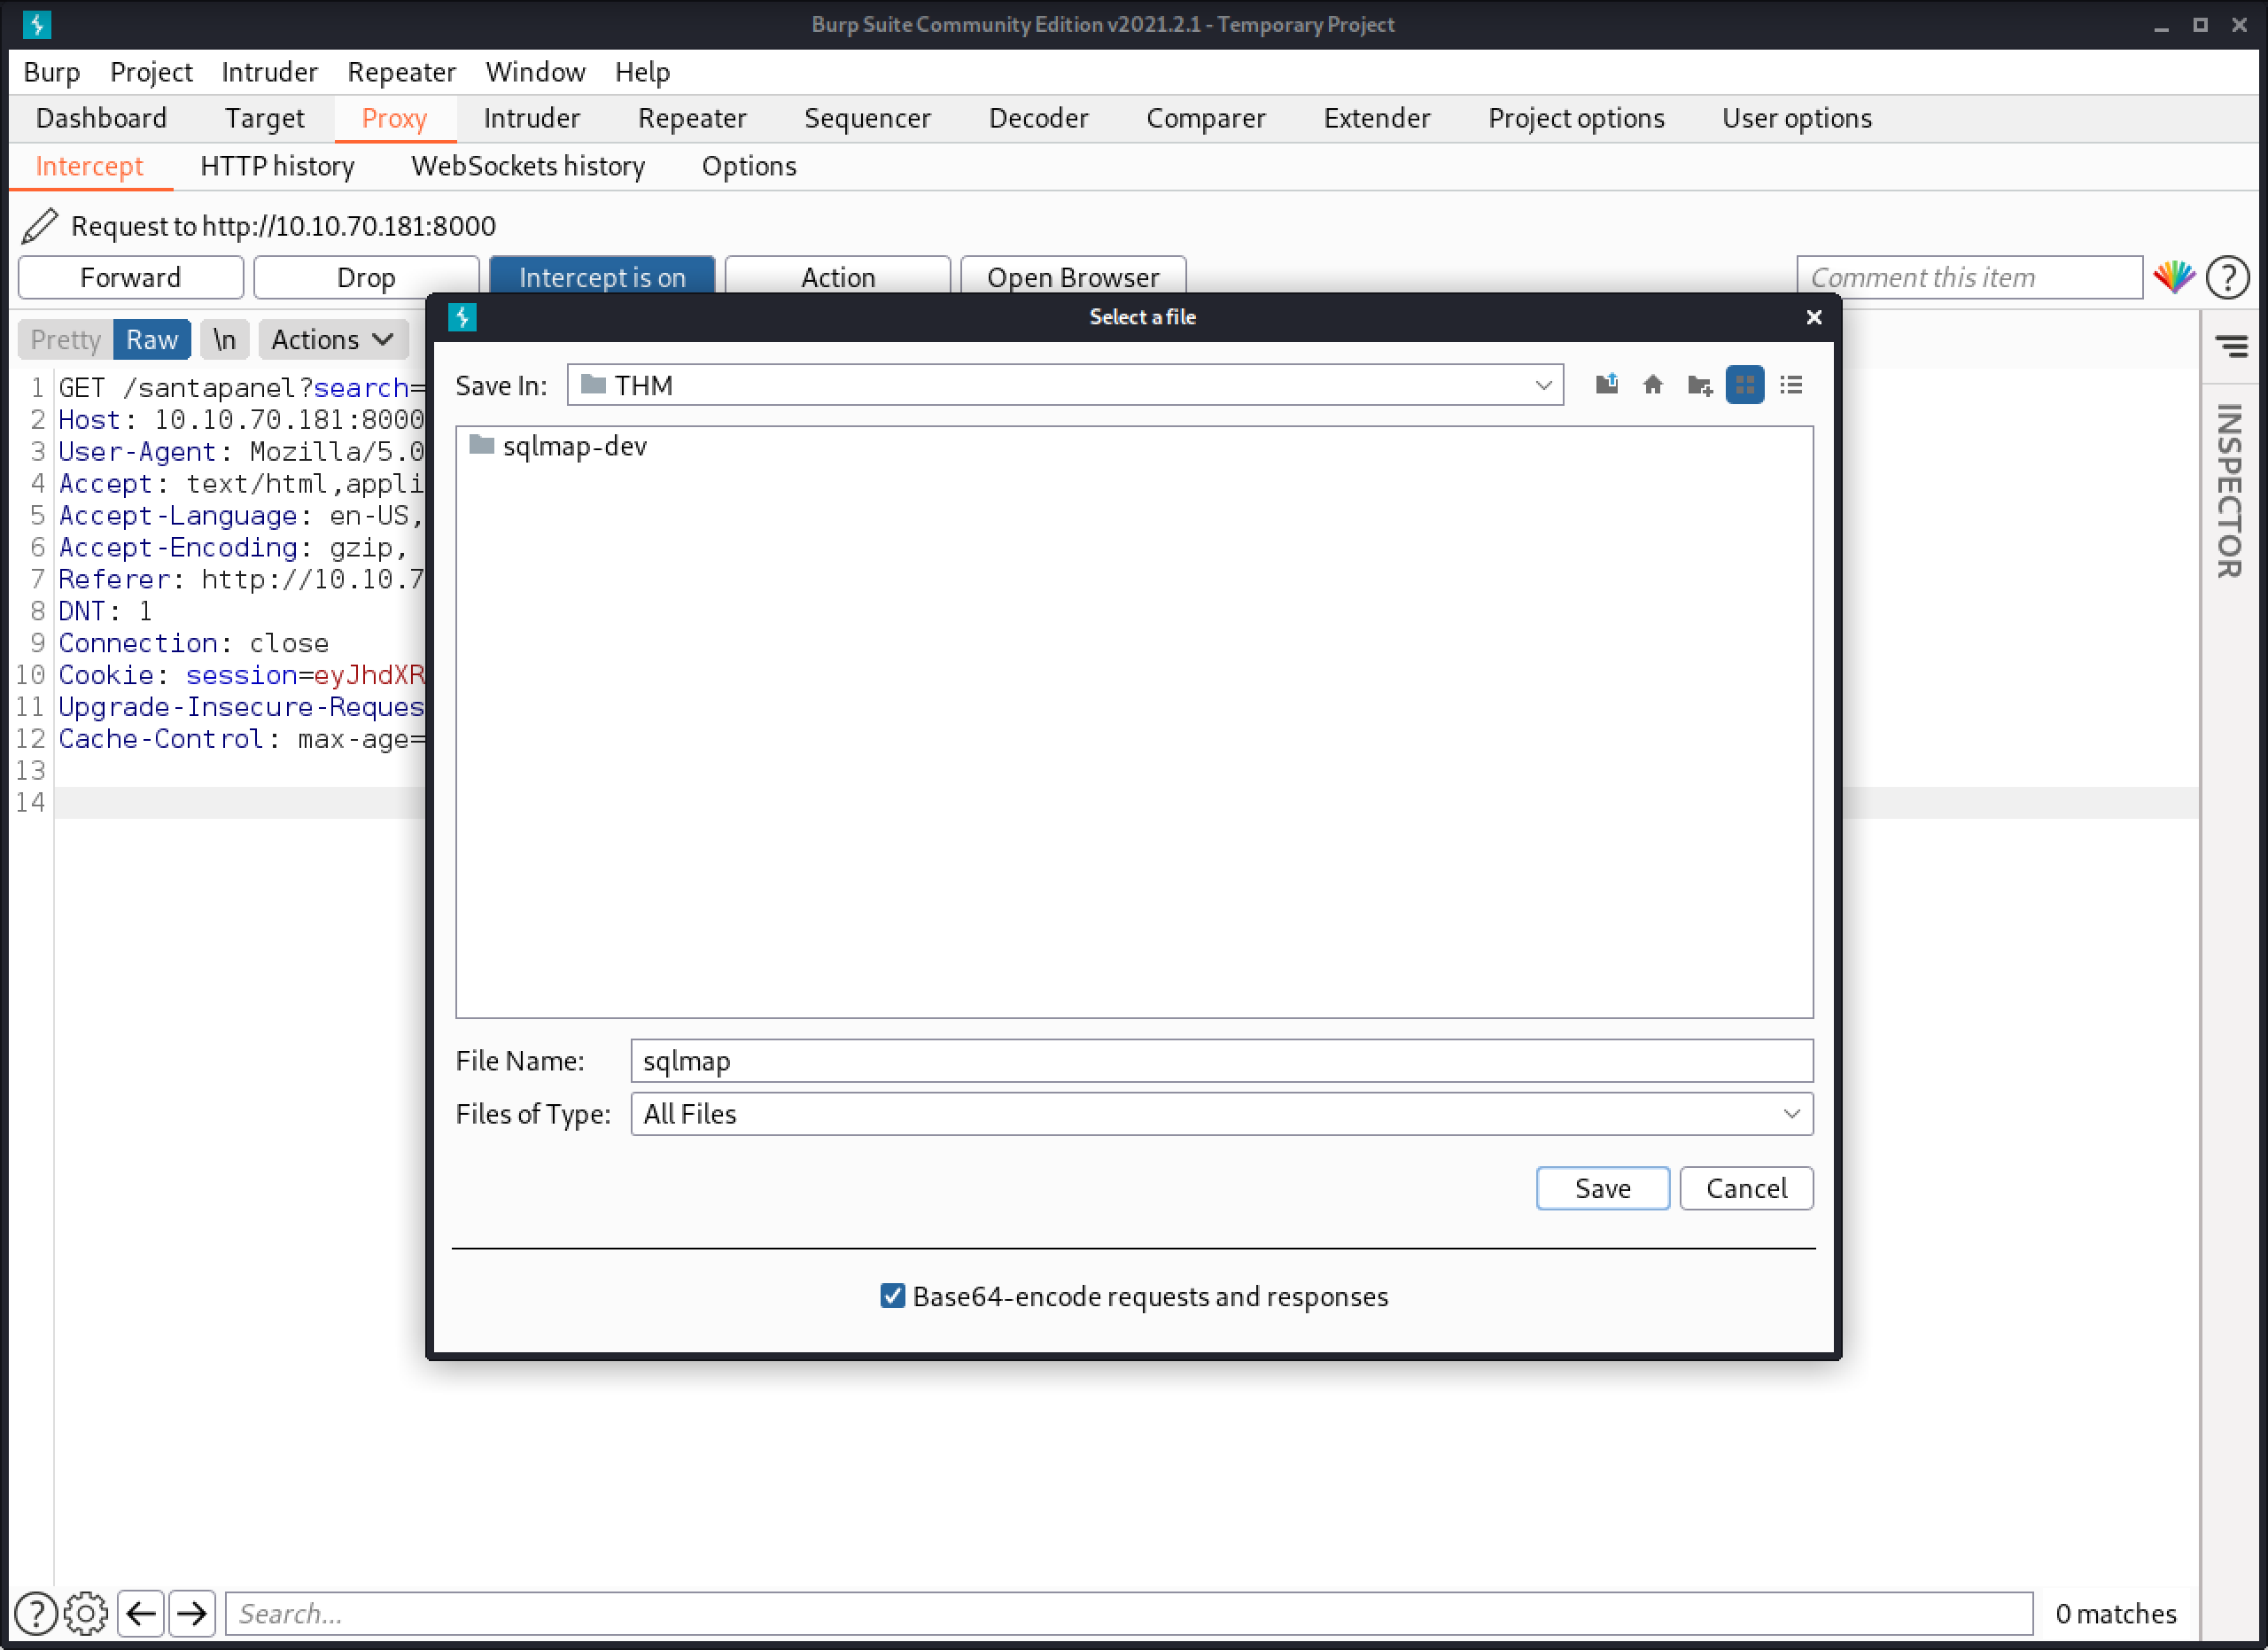 Burp Suite Community Edition v2021.2.1 - Temporary Project
Burp Project Intruder Repeater Window Help
Dashboard Target Proxy Intruder Repeater Sequencer Decoder Comparer Extender Project options User options
Intercept HTTP history WebSockets history Options
Request to http://10.10.70.181:8000
Forward Drop Intercept is on Action Open Browser Comment this item ?
Pretty Raw \n Actions
INSPECTOR
1 GET /santapanel?search=
2 Host: 10.10.70.181:8000
3 User-Agent: Mozilla/5.0
4 Accept: text/html,appli
5 Accept-Language: en-US,
6 Accept-Encoding: gzip,
7 Referer: http://10.10.7
8 DNT: 1
9 Connection: close
10 Cookie: session=eyJhdXR
11 Upgrade-Insecure-Reques
12 Cache-Control: max-age=
13
14
Select a file
Save In: THM
sqlmap-dev
File Name: sqlmap
Files of Type: All Files
Save Cancel
Base64-encode requests and responses
? Search... 0 matches